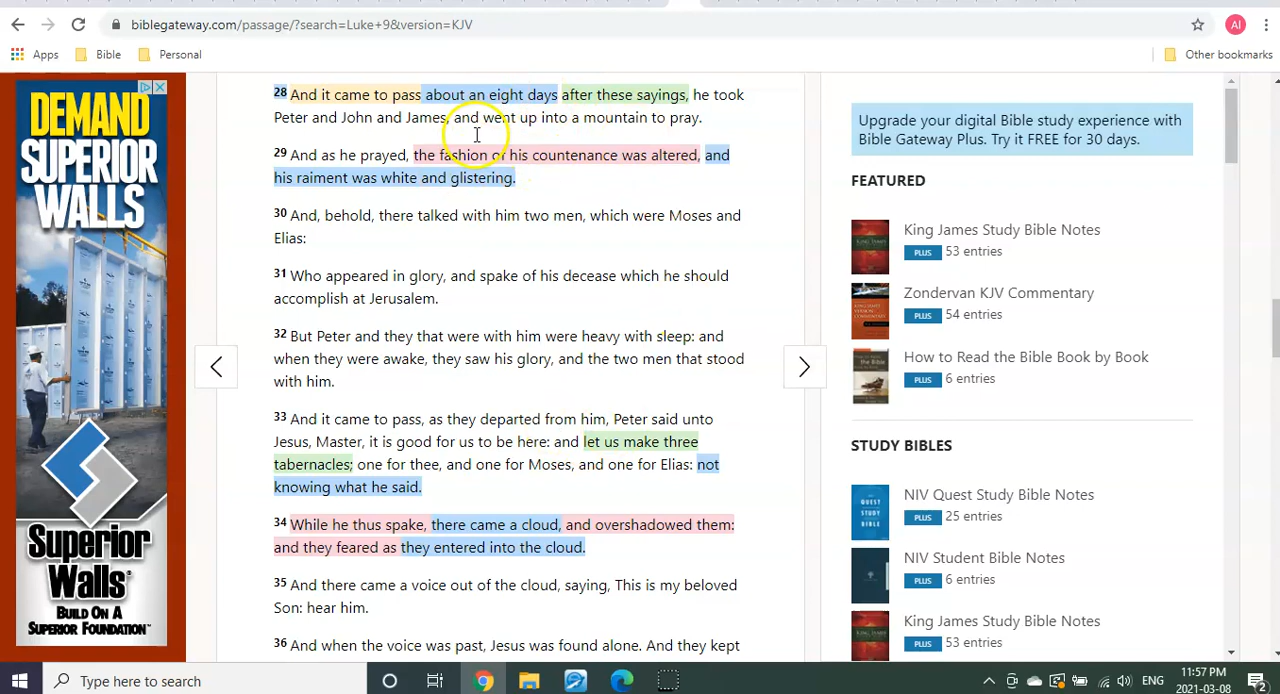 biblegateway.com/passage/?search=Luke+9&version=KJV
AI
Apps
Bible
Personal
Other bookmarks
DEMAND
SUPERIOR
WALLS
Superior
Walls®
BUILD ON A
SUPERIOR FOUNDATION™
28 And it came to pass about an eight days after these sayings, he took
Peter and John and James, and went up into a mountain to pray.
29 And as he prayed, the fashion of his countenance was altered, and
his raiment was white and glistering.
30 And, behold, there talked with him two men, which were Moses and
Elias:
31 Who appeared in glory, and spake of his decease which he should
accomplish at Jerusalem.
32 But Peter and they that were with him were heavy with sleep: and
when they were awake, they saw his glory, and the two men that stood
with him.
33 And it came to pass, as they departed from him, Peter said unto
Jesus, Master, it is good for us to be here: and let us make three
tabernacles; one for thee, and one for Moses, and one for Elias: not
knowing what he said.
34 While he thus spake, there came a cloud, and overshadowed them:
and they feared as they entered into the cloud.
35 And there came a voice out of the cloud, saying, This is my beloved
Son: hear him.
36 And when the voice was past, Jesus was found alone. And they kept
Upgrade your digital Bible study experience with
Bible Gateway Plus. Try it FREE for 30 days.
FEATURED
King James Study Bible Notes
PLUS 53 entries
Zondervan KJV Commentary
PLUS 54 entries
How to Read the Bible Book by Book
PLUS 6 entries
STUDY BIBLES
NIV Quest Study Bible Notes
PLUS 25 entries
NIV Student Bible Notes
PLUS 6 entries
King James Study Bible Notes
PLUS 53 entries
Type here to search
ENG
11:57 PM
2021-03-08
2